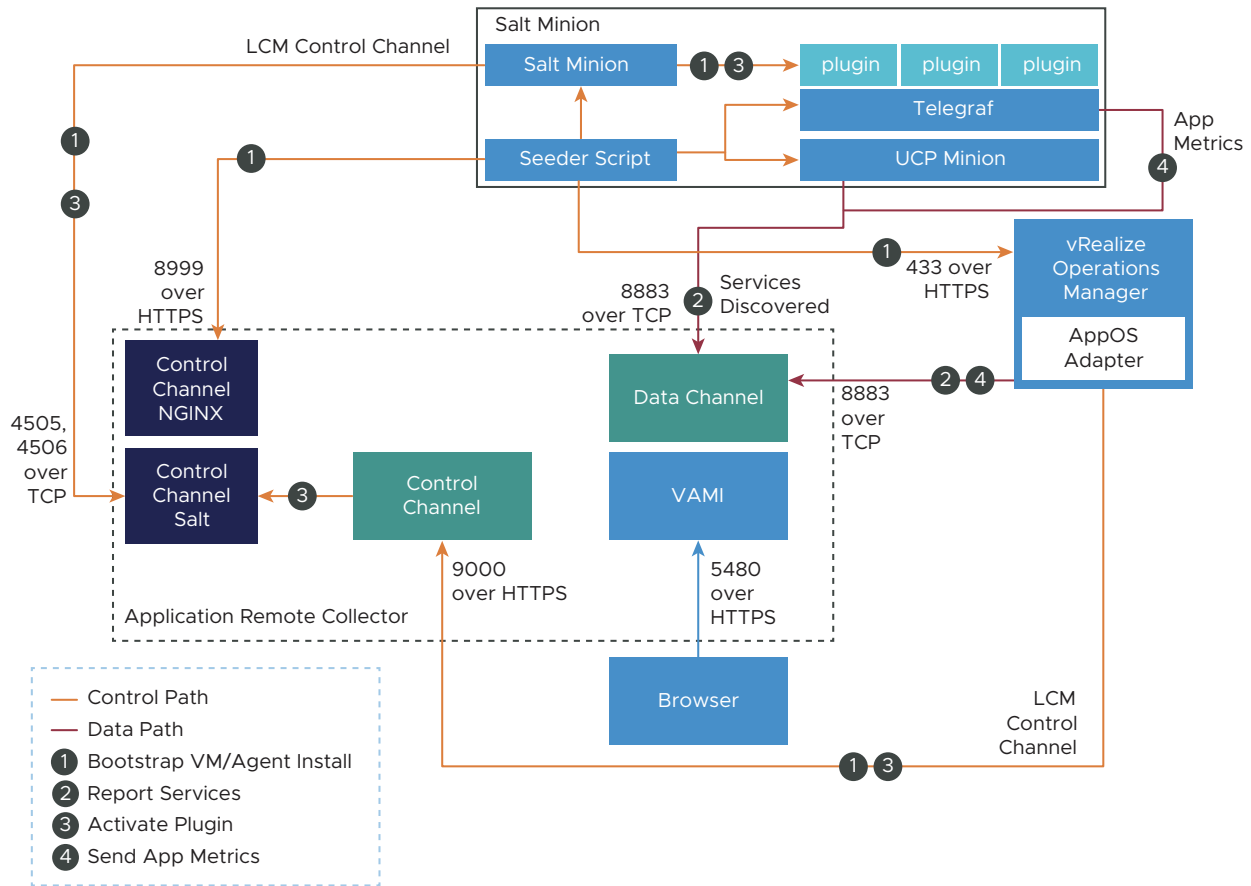 Salt Minion
LCM Control Channel
Salt Minion
1
3
plugin
plugin
plugin
Telegraf
App
Metrics
1
1
Seeder Script
UCP Minion
4
3
1
vRealize
Operations
Manager
8999
over
HTTPS
433 over
HTTPS
8883
over TCP
2
Services
Discovered
AppOS
Adapter
Control
Channel
NGINX
Data Channel
2
4
8883
over
TCP
4505,
4506
over
TCP
Control
Channel
Salt
3
Control
Channel
VAMI
9000
over HTTPS
5480
over
HTTPS
Application Remote Collector
Browser
LCM
Control
Channel
1
3
Control Path
Data Path
1 Bootstrap VM/Agent Install
2 Report Services
3 Activate Plugin
4 Send App Metrics